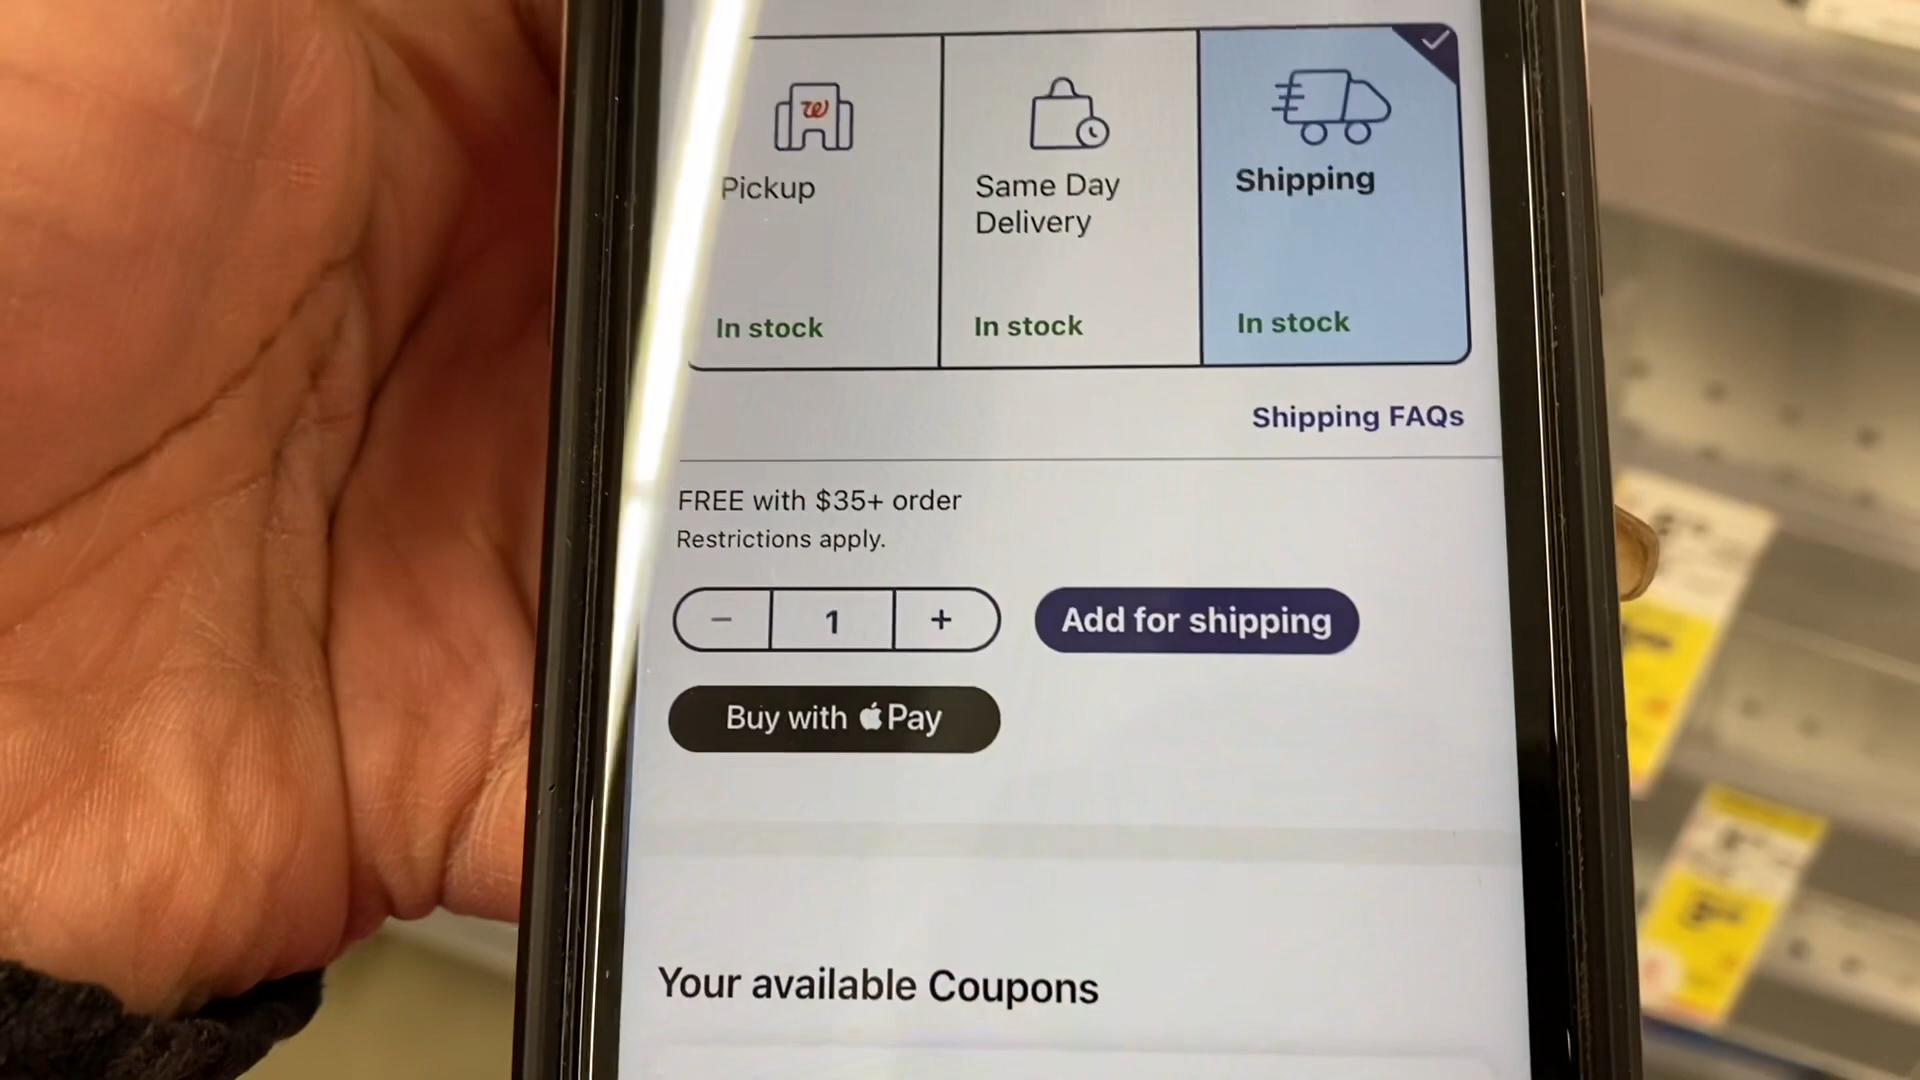 Pickup
Same Day
Delivery
Shipping
In stock
In stock
In stock
Shipping FAQs
FREE with $35+ order
Restrictions apply.
− 1 +
Add for shipping
Buy with Pay
Your available Coupons